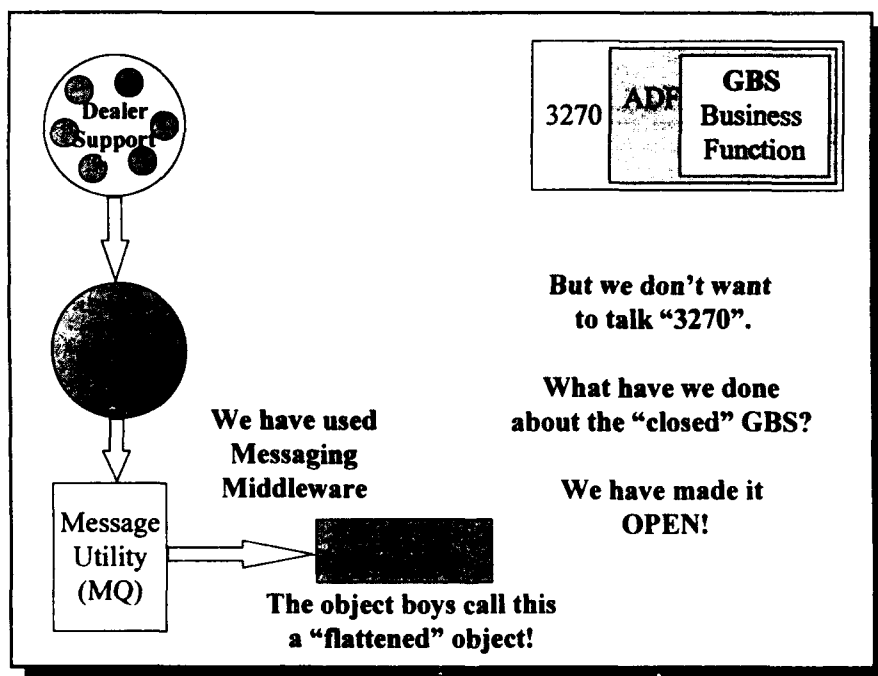 Dealer
Support
3270
ADF
GBS
Business
Function
But we don't want
to talk “3270”.
What have we done
about the “closed” GBS?
We have made it
OPEN!
We have used
Messaging
Middleware
Message
Utility
(MQ)
The object boys call this
a “flattened” object!